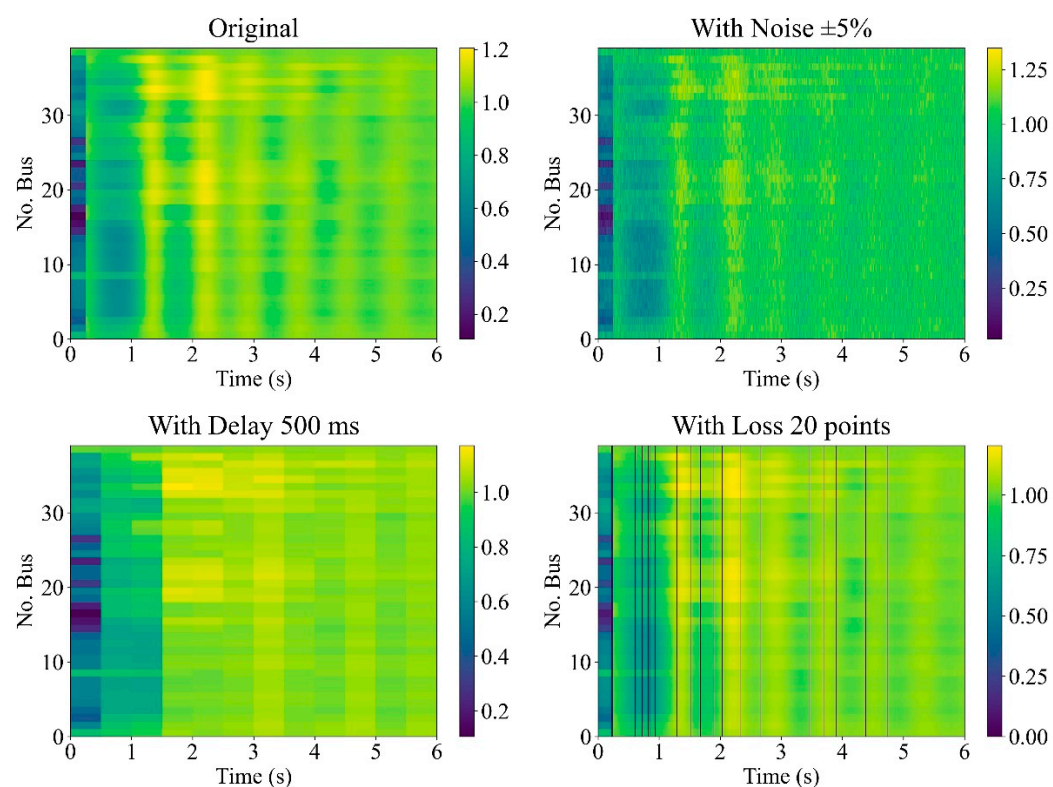 Original
1.2
1.0
0.8
0.6
0.4
0.2
No. Bus
30
20
10
0
0 1 2 3 4 5 6
Time (s)
With Noise ±5%
1.25
1.00
0.75
0.50
0.25
No. Bus
30
20
10
0
0 1 2 3 4 5 6
Time (s)
With Delay 500 ms
1.0
0.8
0.6
0.4
0.2
No. Bus
30
20
10
0
0 1 2 3 4 5 6
Time (s)
With Loss 20 points
1.00
0.75
0.50
0.25
0.00
No. Bus
30
20
10
0
0 1 2 3 4 5 6
Time (s)